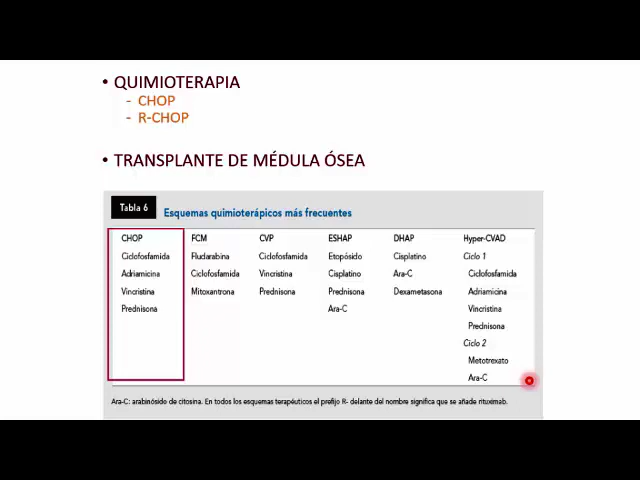 • QUIMIOTERAPIA
- CHOP
- R-CHOP
• TRANSPLANTE DE MÉDULA ÓSEA
Tabla 6
Esquemas quimioterápicos más frecuentes
CHOP FCM CVP ESHAP DHAP Hyper-CVAD
Ciclofosfamida Fludarabina Ciclofosfamida Etopósido Cisplatino Ciclo 1
Adriamicina Ciclofosfamida Vincristina Cisplatino Ara-C Ciclofosfamida
Vincristina Mitoxantrona Prednisona Prednisona Dexametasona Adriamicina
Prednisona Ara-C Vincristina
Prednisona
Ciclo 2
Metotrexato
Ara-C
Ara-C: arabinósido de citosina. En todos los esquemas terapéuticos el prefijo R- delante del nombre significa que se añade rituximab.